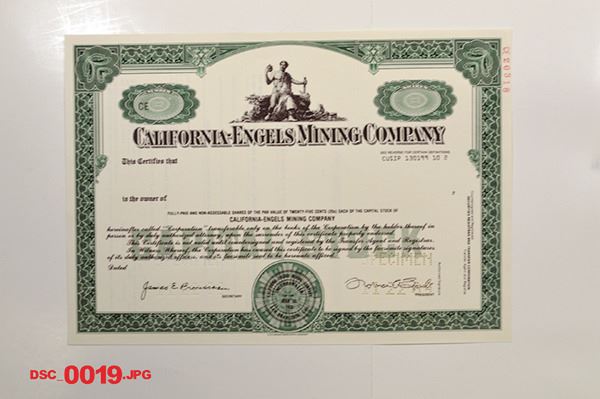 CE20318
NUMBER
CE
SHARES
CALIFORNIA-ENGELS MINING COMPANY
SEE REVERSE FOR CERTAIN DEFINITIONS
This Certifies that
CUSIP 130199 10 2
is the owner of
FULLY-PAID AND NON-ASSESSABLE SHARES OF THE PAR VALUE OF TWENTY-FIVE CENTS (25c) EACH OF THE CAPITAL STOCK OF
CALIFORNIA-ENGELS MINING COMPANY
hereinafter called "Corporation" transferable only on the books of the Corporation by the holder thereof in
person or by duly authorized attorney, upon the surrender of this certificate properly endorsed.
This Certificate is not valid until countersigned and registered by the Transfer Agent and Registrar.
In Witness Whereof, the Corporation has caused this certificate to be signed by the facsimile signatures
of its duly authorized officers, and its facsimile seal to be hereunto affixed.
Dated
SPECIMEN
SECRETARY
DSC_0019.JPG